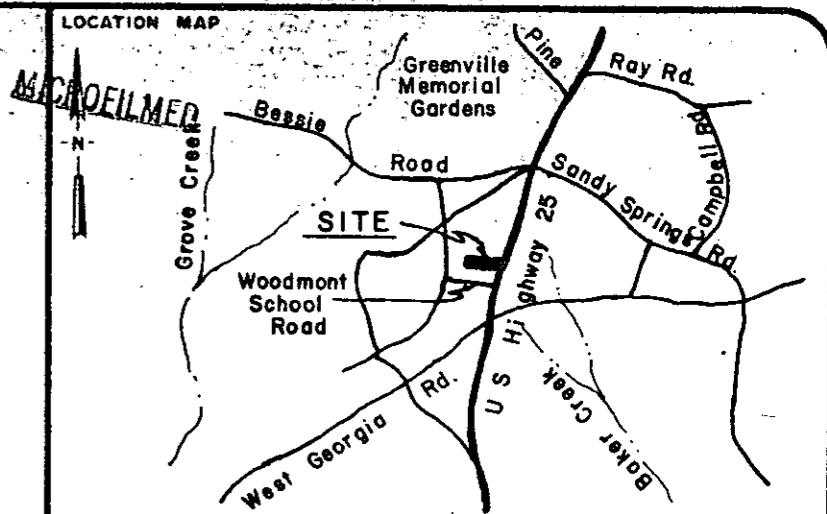 LOCATION MAP
MICROFILMED
-N-
Bessie
Road
Greenville
Memorial
Gardens
Pine
Ray Rd.
Campbell Rd.
Sandy Springs Rd.
Grove Creek
SITE
Woodmont
School
Road
US Highway 25
West Georgia Rd.
Baker Creek